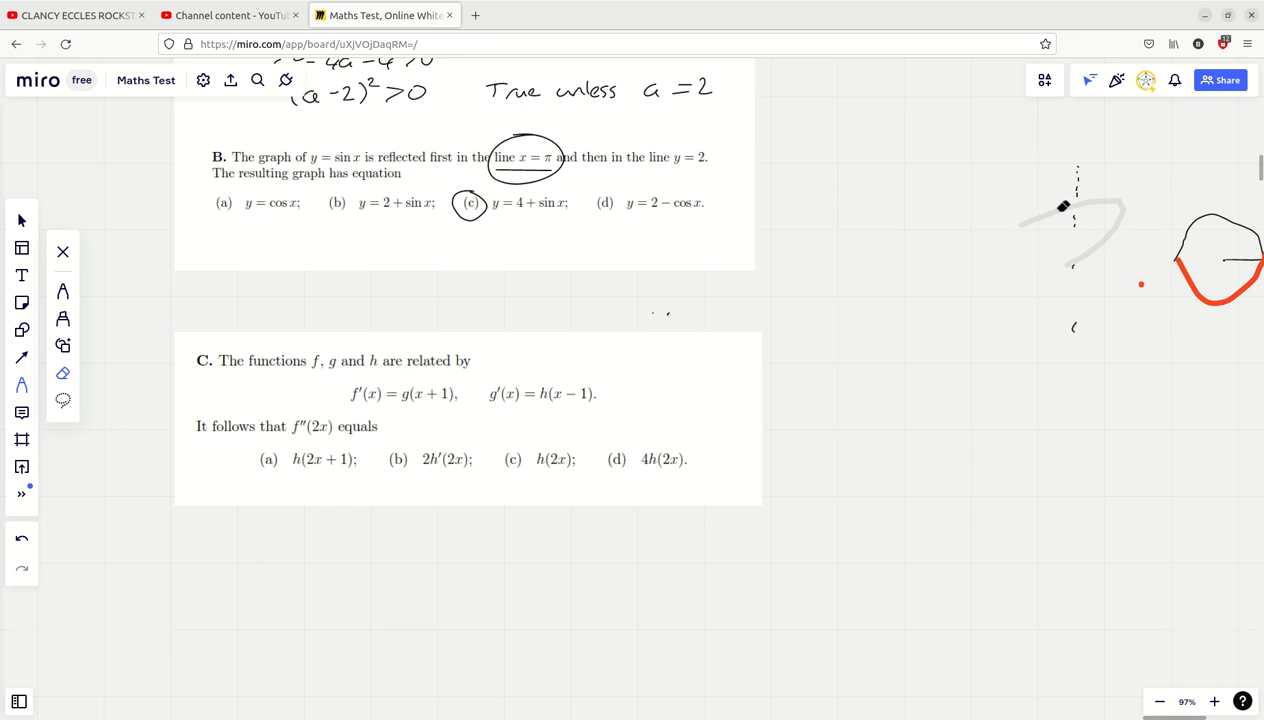 CLANCY ECCLES ROCKST
Channel content - YouTu
Maths Test, Online White
https://miro.com/app/board/uXjVOjDaqRM=/
12
miro free Maths Test
Share
(a - 2)² > 0 True unless a = 2
B. The graph of y = sin x is reflected first in the line x = π and then in the line y = 2.
The resulting graph has equation
(a) y = cos x; (b) y = 2 + sin x; (c) y = 4 + sin x; (d) y = 2 − cos x.
C. The functions f, g and h are related by
f′(x) = g(x + 1), g′(x) = h(x − 1).
It follows that f″(2x) equals
(a) h(2x + 1); (b) 2h′(2x); (c) h(2x); (d) 4h(2x).
97%